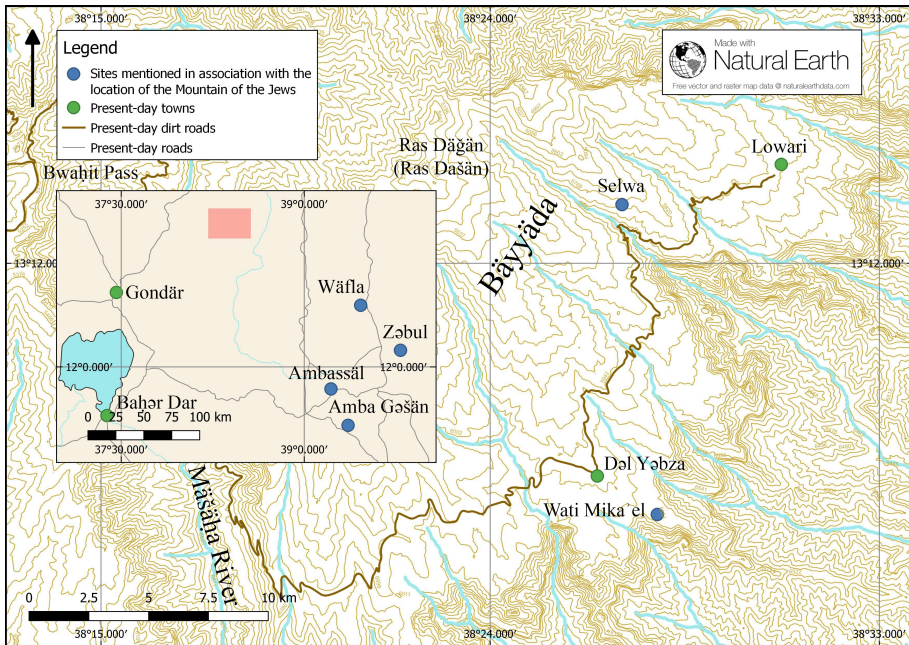 38°15.000′
38°24.000′
38°33.000′
Legend
Sites mentioned in association with the
location of the Mountain of the Jews
Present-day towns
Present-day dirt roads
Present-day roads
Made with
Natural Earth
Free vector and raster map data @ naturalearthdata.com
Ras Däǧän
(Ras Dašän)
Lowari
Bwaḥit Pass
Selwa
Bäyyäda
13°12.000′
13°12.000′
37°30.000′
39°0.000′
Gondär
Wäfla
Zəbul
12°0.000′
12°0.000′
Ambassäl
Amba Gəšän
Baḥər Dar
0 25 50 75 100 km
37°30.000′
39°0.000′
Dəl Yəbza
Wati Mikaʾel
Mäšäḥa River
0 2.5 5 7.5 10 km
38°15.000′
38°24.000′
38°33.000′